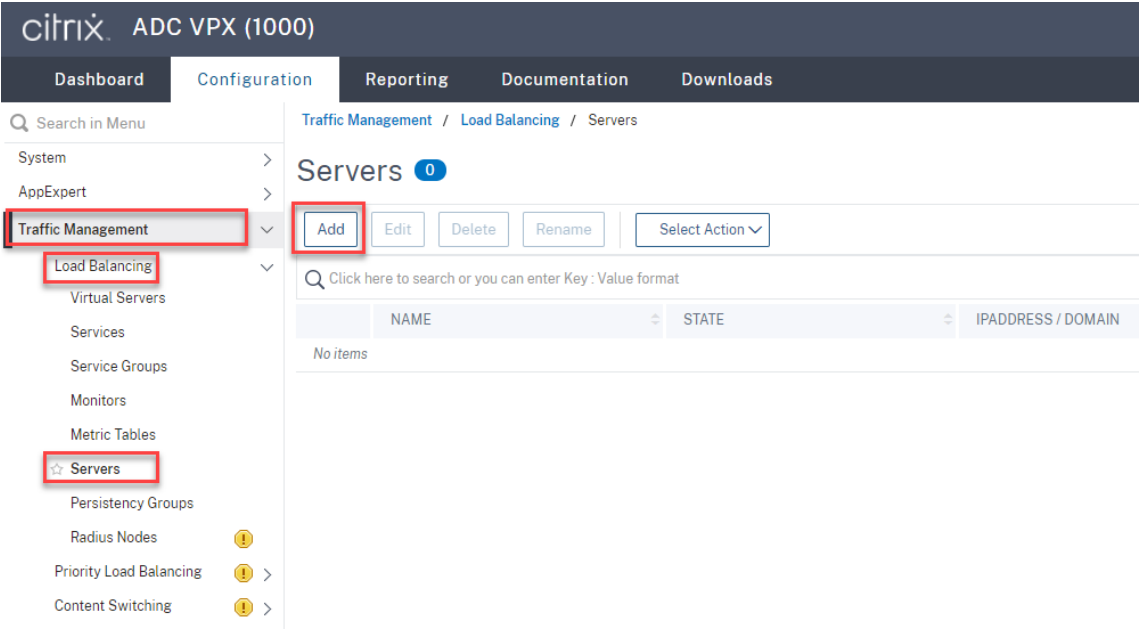 citrix. ADC VPX (1000)
Dashboard Configuration Reporting Documentation Downloads
Search in Menu
System
AppExpert
Traffic Management
Load Balancing
Virtual Servers
Services
Service Groups
Monitors
Metric Tables
Servers
Persistency Groups
Radius Nodes
Priority Load Balancing
Content Switching
Traffic Management / Load Balancing / Servers
Servers 0
Add Edit Delete Rename Select Action
Click here to search or you can enter Key : Value format
NAME STATE IPADDRESS / DOMAIN
No items